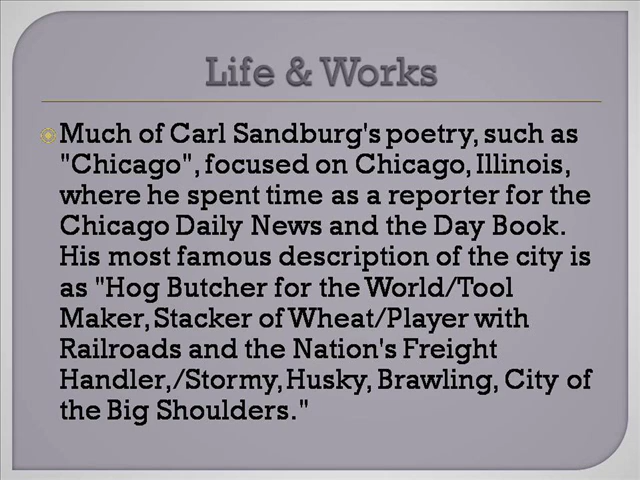 Life & Works
Much of Carl Sandburg's poetry, such as
"Chicago", focused on Chicago, Illinois,
where he spent time as a reporter for the
Chicago Daily News and the Day Book.
His most famous description of the city is
as "Hog Butcher for the World/Tool
Maker, Stacker of Wheat/Player with
Railroads and the Nation's Freight
Handler,/Stormy, Husky, Brawling, City of
the Big Shoulders."